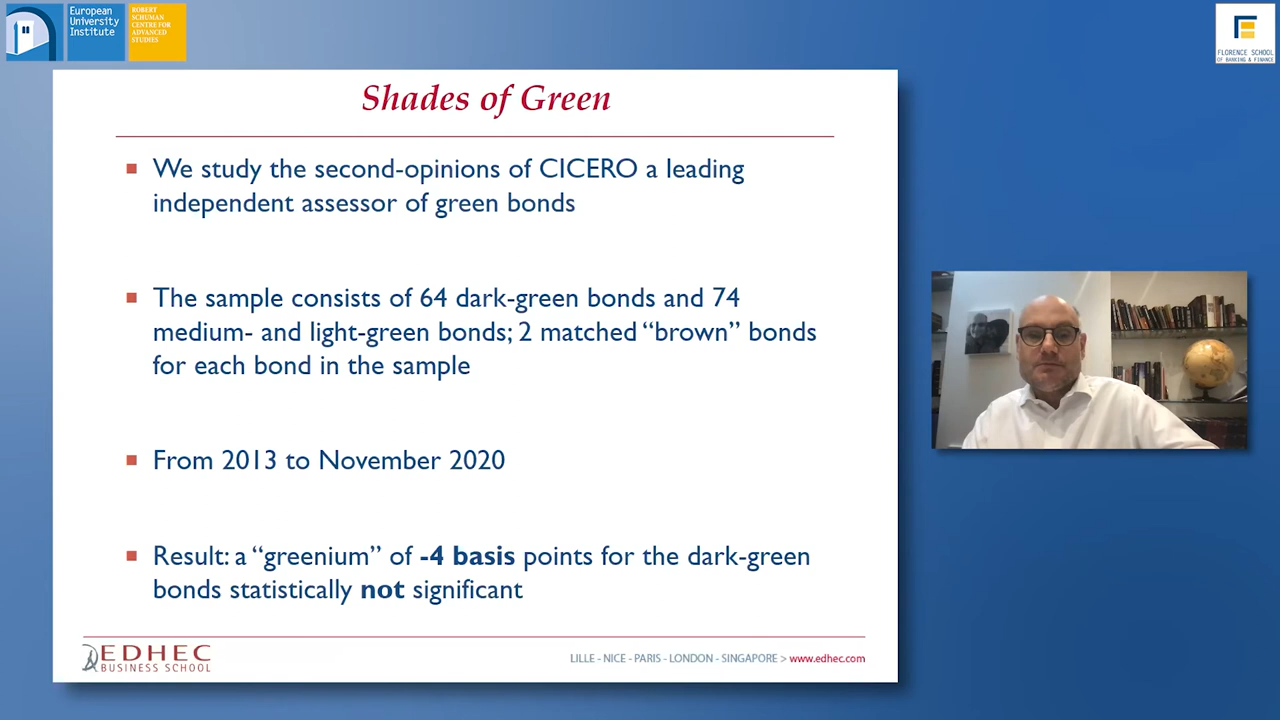 European
University
Institute
ROBERT
SCHUMAN
CENTRE FOR
ADVANCED
STUDIES
FLORENCE SCHOOL
OF BANKING & FINANCE
Shades of Green
We study the second-opinions of CICERO a leading
independent assessor of green bonds
The sample consists of 64 dark-green bonds and 74
medium- and light-green bonds; 2 matched “brown” bonds
for each bond in the sample
From 2013 to November 2020
Result: a “greenium” of -4 basis points for the dark-green
bonds statistically not significant
EDHEC
BUSINESS SCHOOL
LILLE - NICE - PARIS - LONDON - SINGAPORE > www.edhec.com